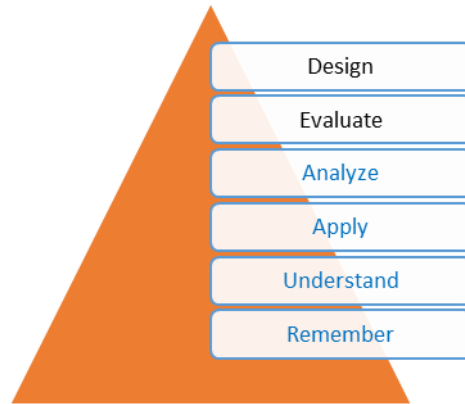 Design
Evaluate
Analyze
Apply
Understand
Remember